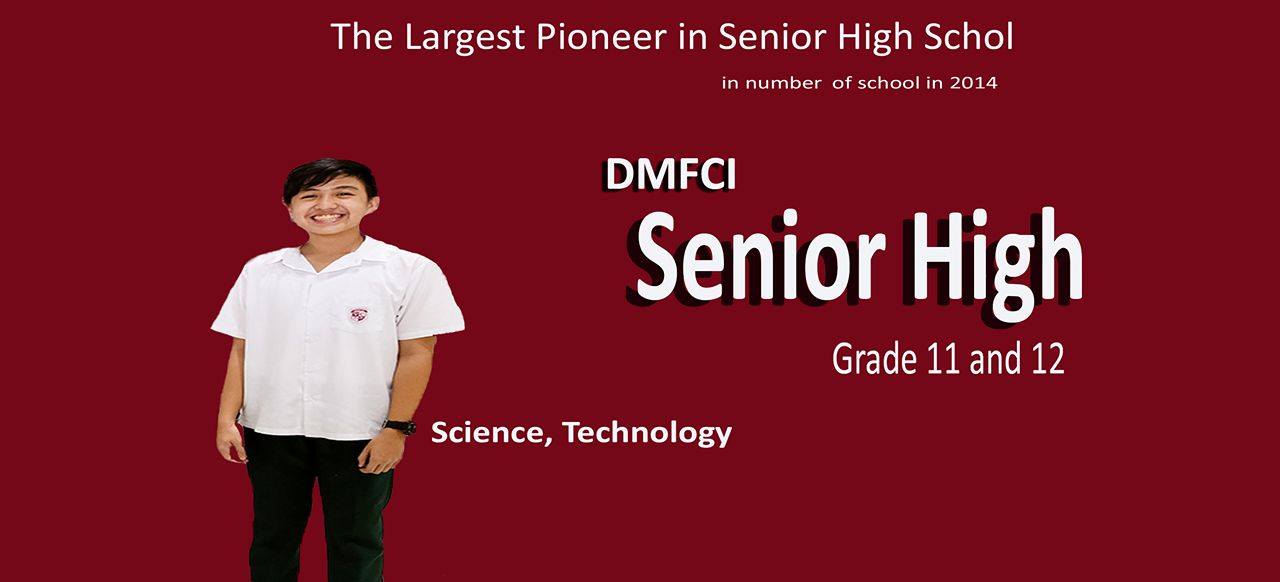 The Largest Pioneer in Senior High Schol
in number of school in 2014
DMFCI
Senior High
Grade 11 and 12
Science, Technology